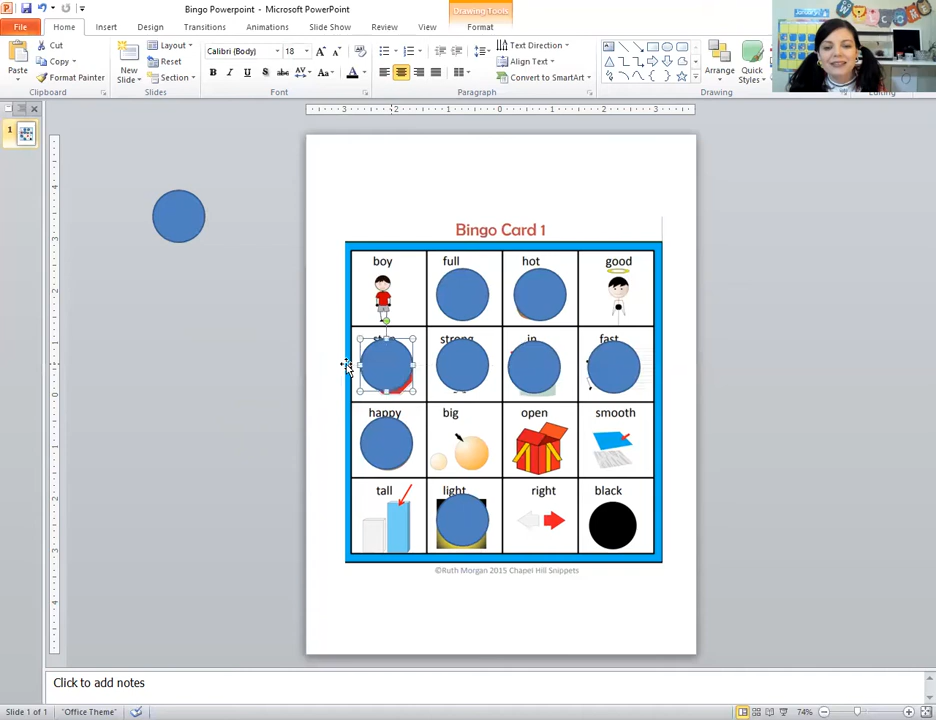 Bingo Powerpoint - Microsoft PowerPoint
Drawing Tools
File Home Insert Design Transitions Animations Slide Show Review View Format
Cut
Copy
Format Painter
Paste
Clipboard
Layout
Reset
Section
New Slide
Slides
Calibri (Body) 18
Font
Text Direction
Align Text
Convert to SmartArt
Paragraph
Arrange
Quick Styles
Drawing
Editing
1
Bingo Card 1
boy full hot good
in fast
happy big open smooth
tall light right black
©Ruth Morgan 2015 Chapel Hill Snippets
Click to add notes
Slide 1 of 1 "Office Theme" 74%